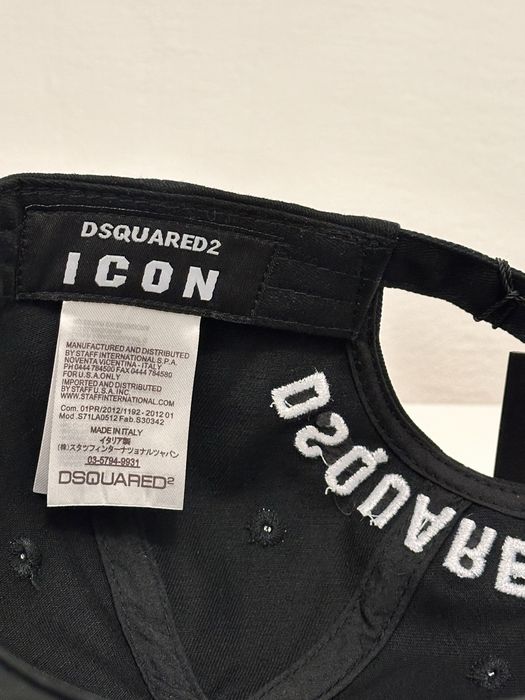 DSQUARED2
ICON
MANUFACTURED AND DISTRIBUTED
BY STAFF INTERNATIONAL S.P.A.
NOVENTA VICENTINA - ITALY
PH 0444 784500 FAX 0444 784580
FOR U.S.A. ONLY
IMPORTED AND DISTRIBUTED
BY STAFF U.S.A. INC.
WWW.STAFFINTERNATIONAL.COM
Com. 01PR/2012/1192 - 2012 01
Mod. S71LA0512 Fab. S30342
MADE IN ITALY
イタリア製
(株)スタッフインターナツョナルツャパン
03-5794-9931
DSQUARED²
DSQUARE